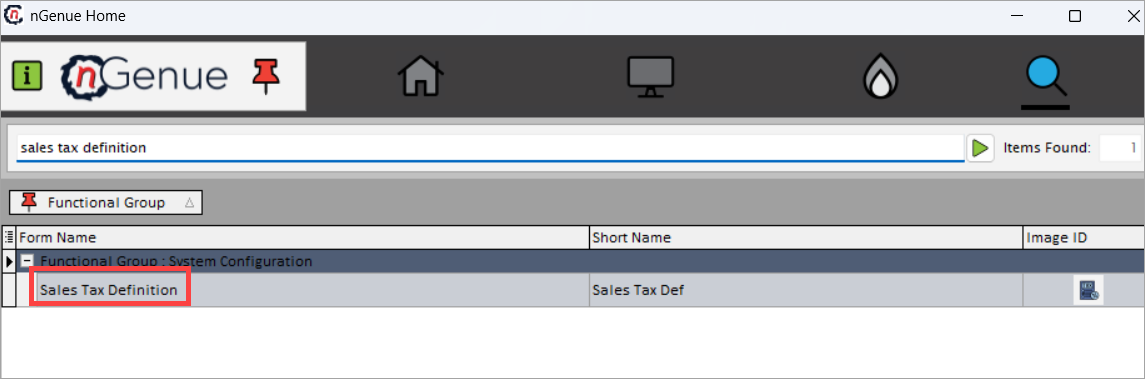 nGenue Home
i nGenue
sales tax definition Items Found: 1
Functional Group
Form Name Short Name Image ID
Functional Group : System Configuration
Sales Tax Definition Sales Tax Def